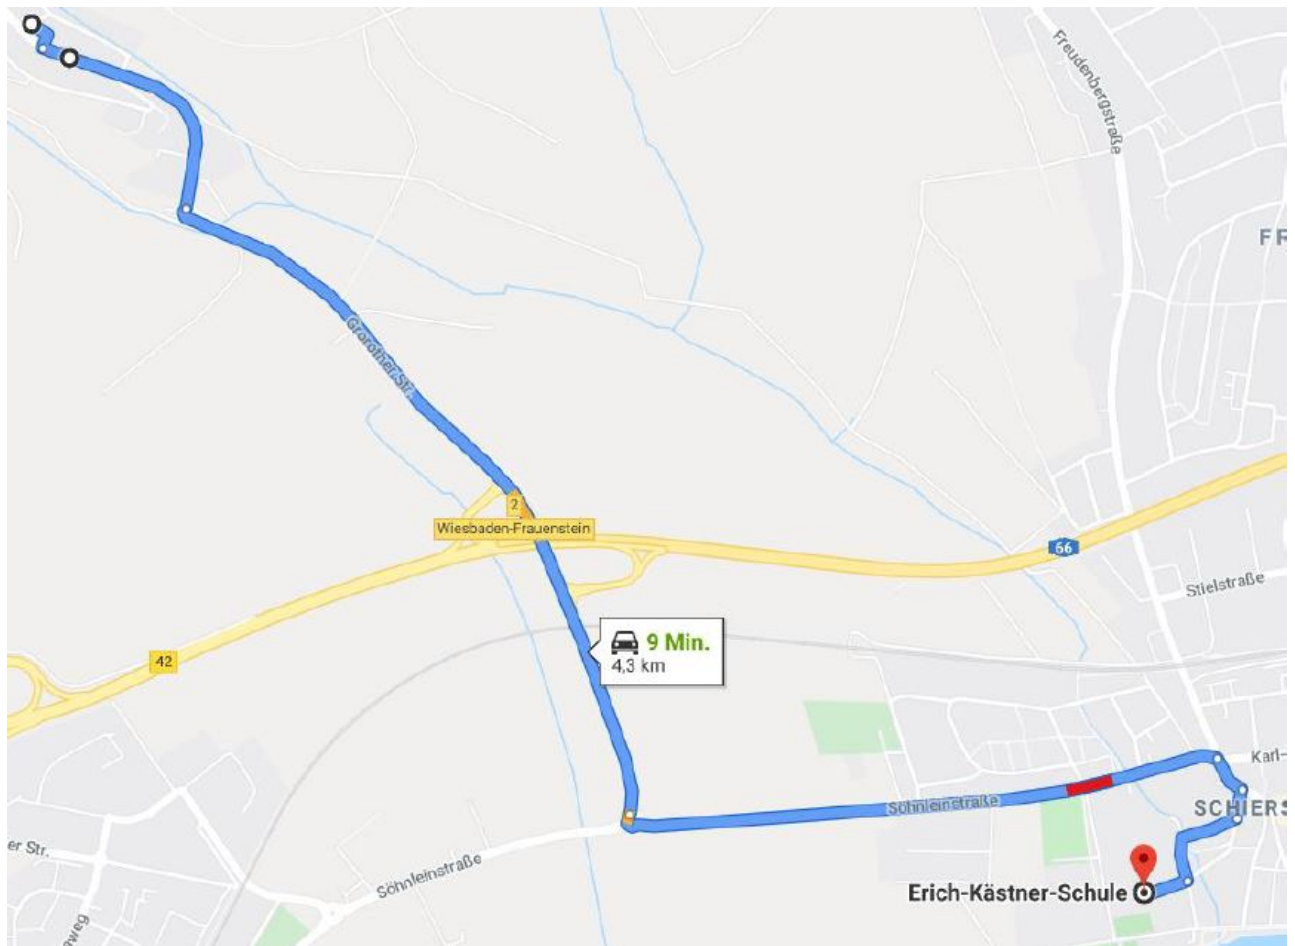 Freudenbergstraße
FR
Grorother Str.
2
Wiesbaden-Frauenstein
66
Stielstraße
9 Min.
4,3 km
42
Karl-
Söhnleinstraße
SCHIERS
er Str.
Söhnleinstraße
Erich-Kästner-Schule
eweg